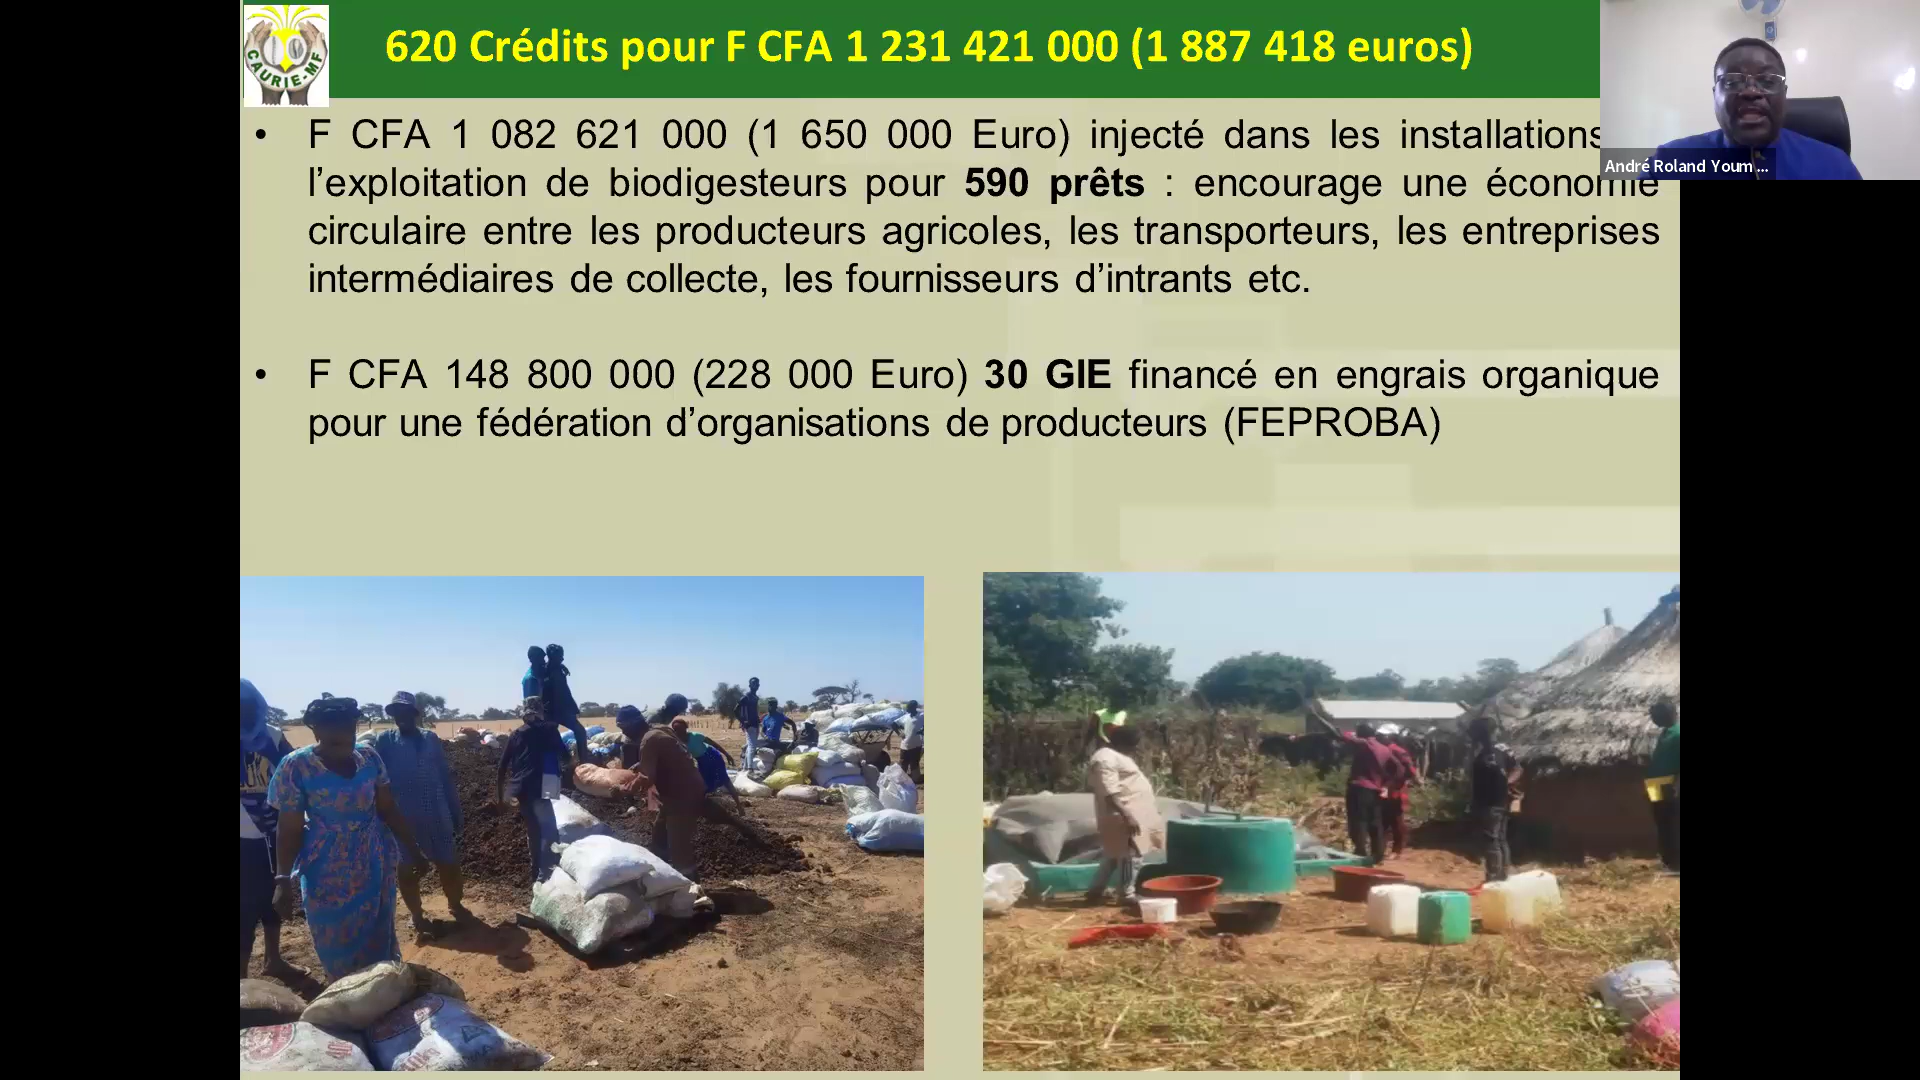 620 Crédits pour F CFA 1 231 421 000 (1 887 418 euros)
CAURIE-MF
André Roland Youm ...
• F CFA 1 082 621 000 (1 650 000 Euro) injecté dans les installations
l’exploitation de biodigesteurs pour 590 prêts : encourage une économie
circulaire entre les producteurs agricoles, les transporteurs, les entreprises
intermédiaires de collecte, les fournisseurs d’intrants etc.
• F CFA 148 800 000 (228 000 Euro) 30 GIE financé en engrais organique
pour une fédération d’organisations de producteurs (FEPROBA)